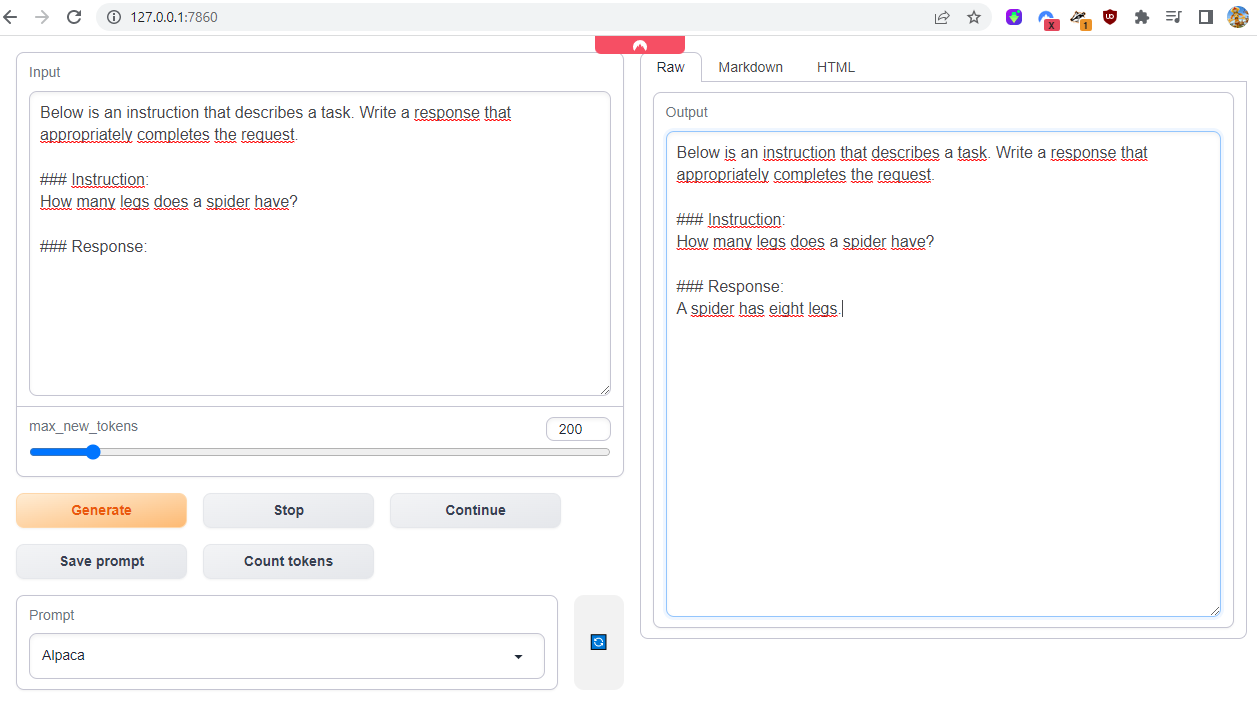 127.0.0.1:7860
X
1
UD
Input
Below is an instruction that describes a task. Write a response that
appropriately completes the request.
### Instruction:
How many legs does a spider have?
### Response:
max_new_tokens
200
Generate
Stop
Continue
Save prompt
Count tokens
Prompt
Alpaca
Raw
Markdown
HTML
Output
Below is an instruction that describes a task. Write a response that
appropriately completes the request.
### Instruction:
How many legs does a spider have?
### Response:
A spider has eight legs.